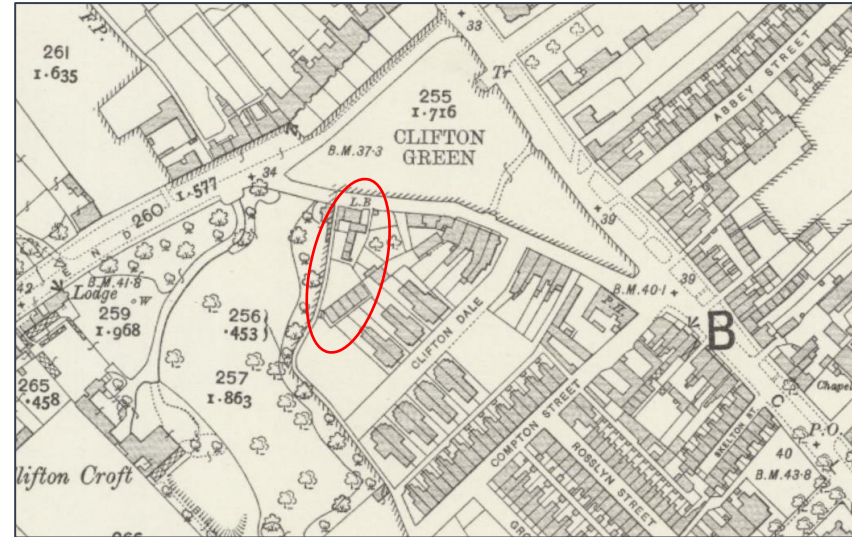 F.P.
261
1·635
33
Tr
255
1·716
CLIFTON
GREEN
ABBEY STREET
B.M.37·3
34
1·577
260
L.B
39
B.M.41·8
42
Lodge
W
259
1·968
256
·453
257
1·863
265
·458
CLIFTON DALE
39
B.M.40·1
P.H.
B
Chapel
COMPTON STREET
ROSSLYN STREET
SKELTON ST
C
P.O.
40
B.M.43·8
lifton Croft
GRO
266